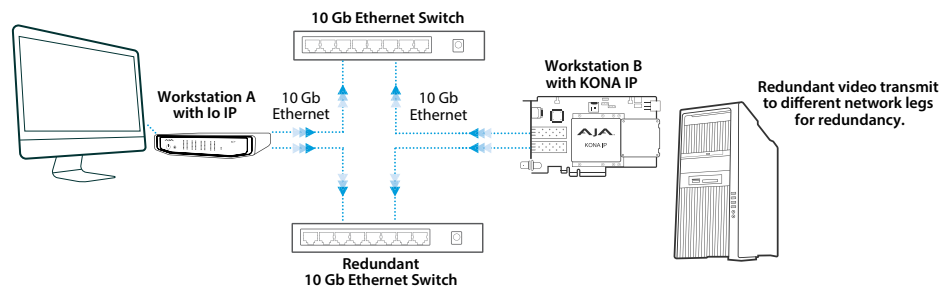 10 Gb Ethernet Switch
Workstation A
with Io IP
10 Gb
Ethernet
10 Gb
Ethernet
Workstation B
with KONA IP
AJA
KONA IP
Redundant video transmit
to different network legs
for redundancy.
Redundant
10 Gb Ethernet Switch